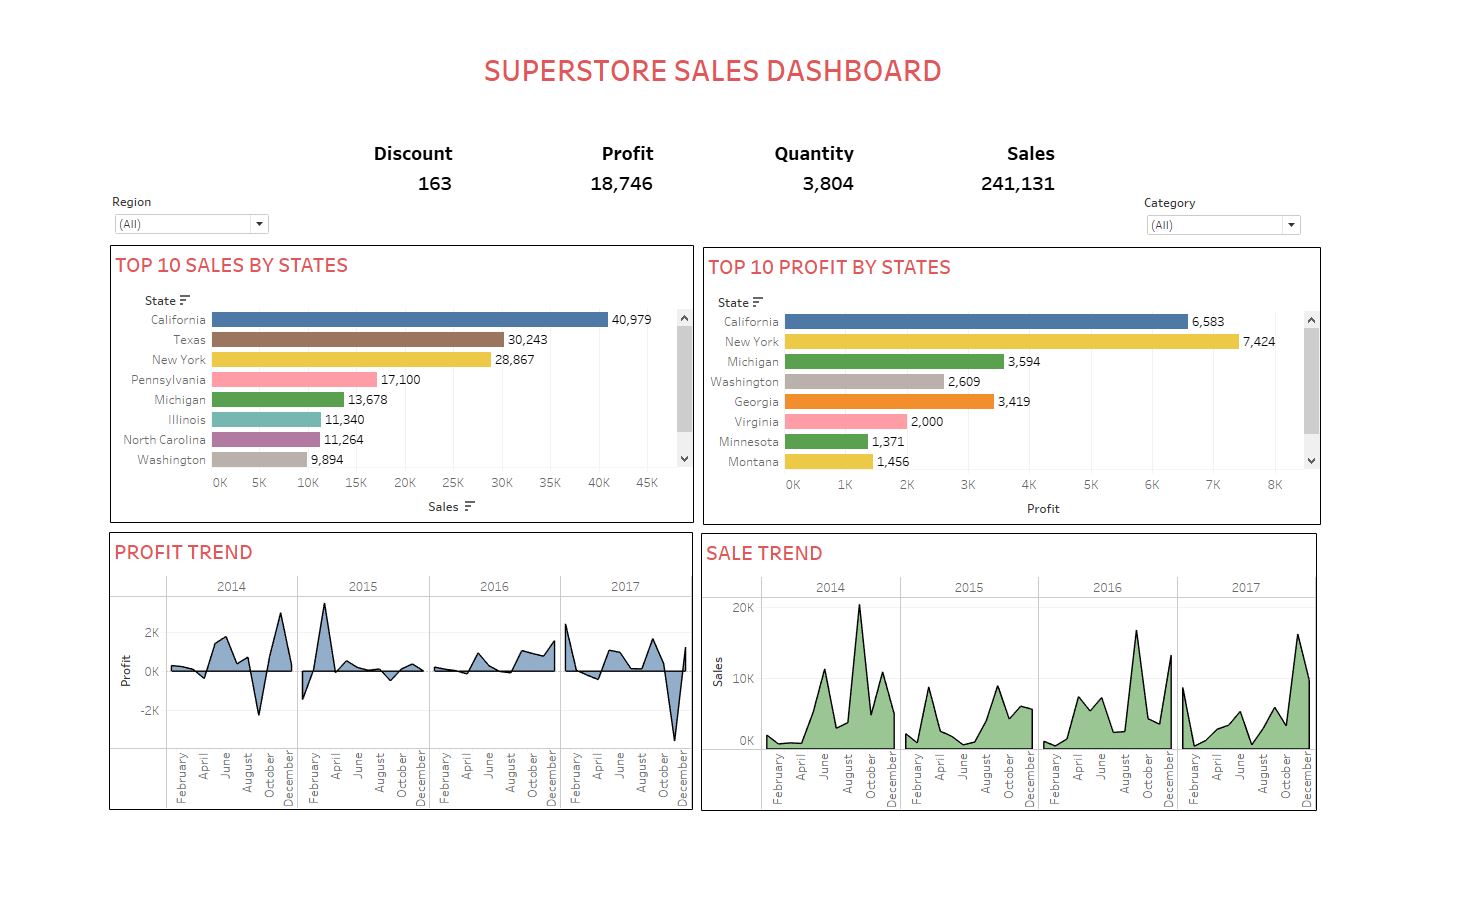 SUPERSTORE SALES DASHBOARD
Discount Profit Quantity Sales
163 18,746 3,804 241,131
Region
(All)
Category
(All)
TOP 10 SALES BY STATES
State
California 40,979
Texas 30,243
New York 28,867
Pennsylvania 17,100
Michigan 13,678
Illinois 11,340
North Carolina 11,264
Washington 9,894
0K 5K 10K 15K 20K 25K 30K 35K 40K 45K
Sales
TOP 10 PROFIT BY STATES
State
California 6,583
New York 7,424
Michigan 3,594
Washington 2,609
Georgia 3,419
Virginia 2,000
Minnesota 1,371
Montana 1,456
0K 1K 2K 3K 4K 5K 6K 7K 8K
Profit
PROFIT TREND
2014 2015 2016 2017
2K
0K
-2K
Profit
February April June August October December February April June August October December February April June August October December February April June August October December
SALE TREND
2014 2015 2016 2017
20K
10K
0K
Sales
February April June August October December February April June August October December February April June August October December February April June August October December